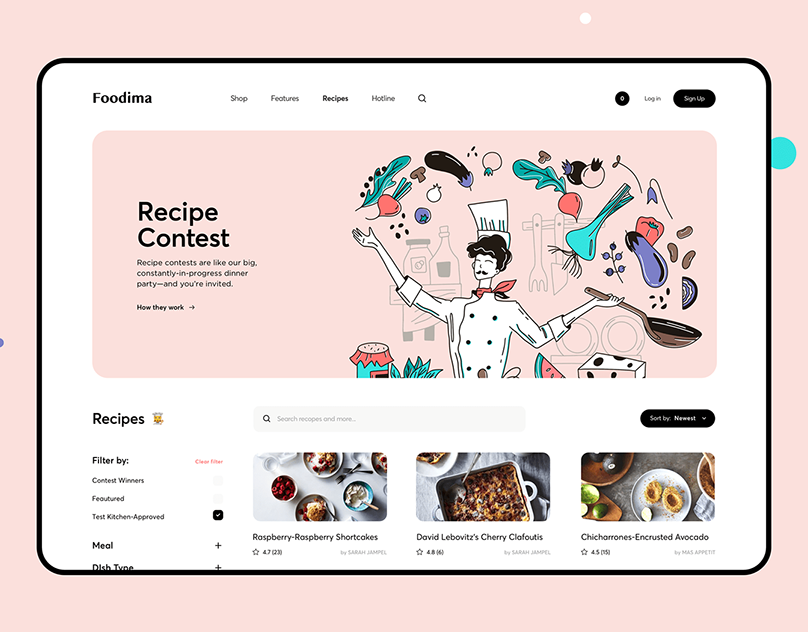 Foodima
Shop Features Recipes Hotline
0 Log in Sign Up
Recipe
Contest
Recipe contests are like our big,
constantly-in-progress dinner
party—and you're invited.
How they work →
Recipes
Search recopes and more...
Sort by: Newest
Filter by: Clear filter
Contest Winners
Feautured
Test Kitchen-Approved
Meal +
DIsh Type +
Raspberry-Raspberry Shortcakes
4.7 (23) by SARAH JAMPEL
David Lebovitz's Cherry Clafoutis
4.8 (6) by SARAH JAMPEL
Chicharrones-Encrusted Avocado
4.5 (15) by MAS APPETIT